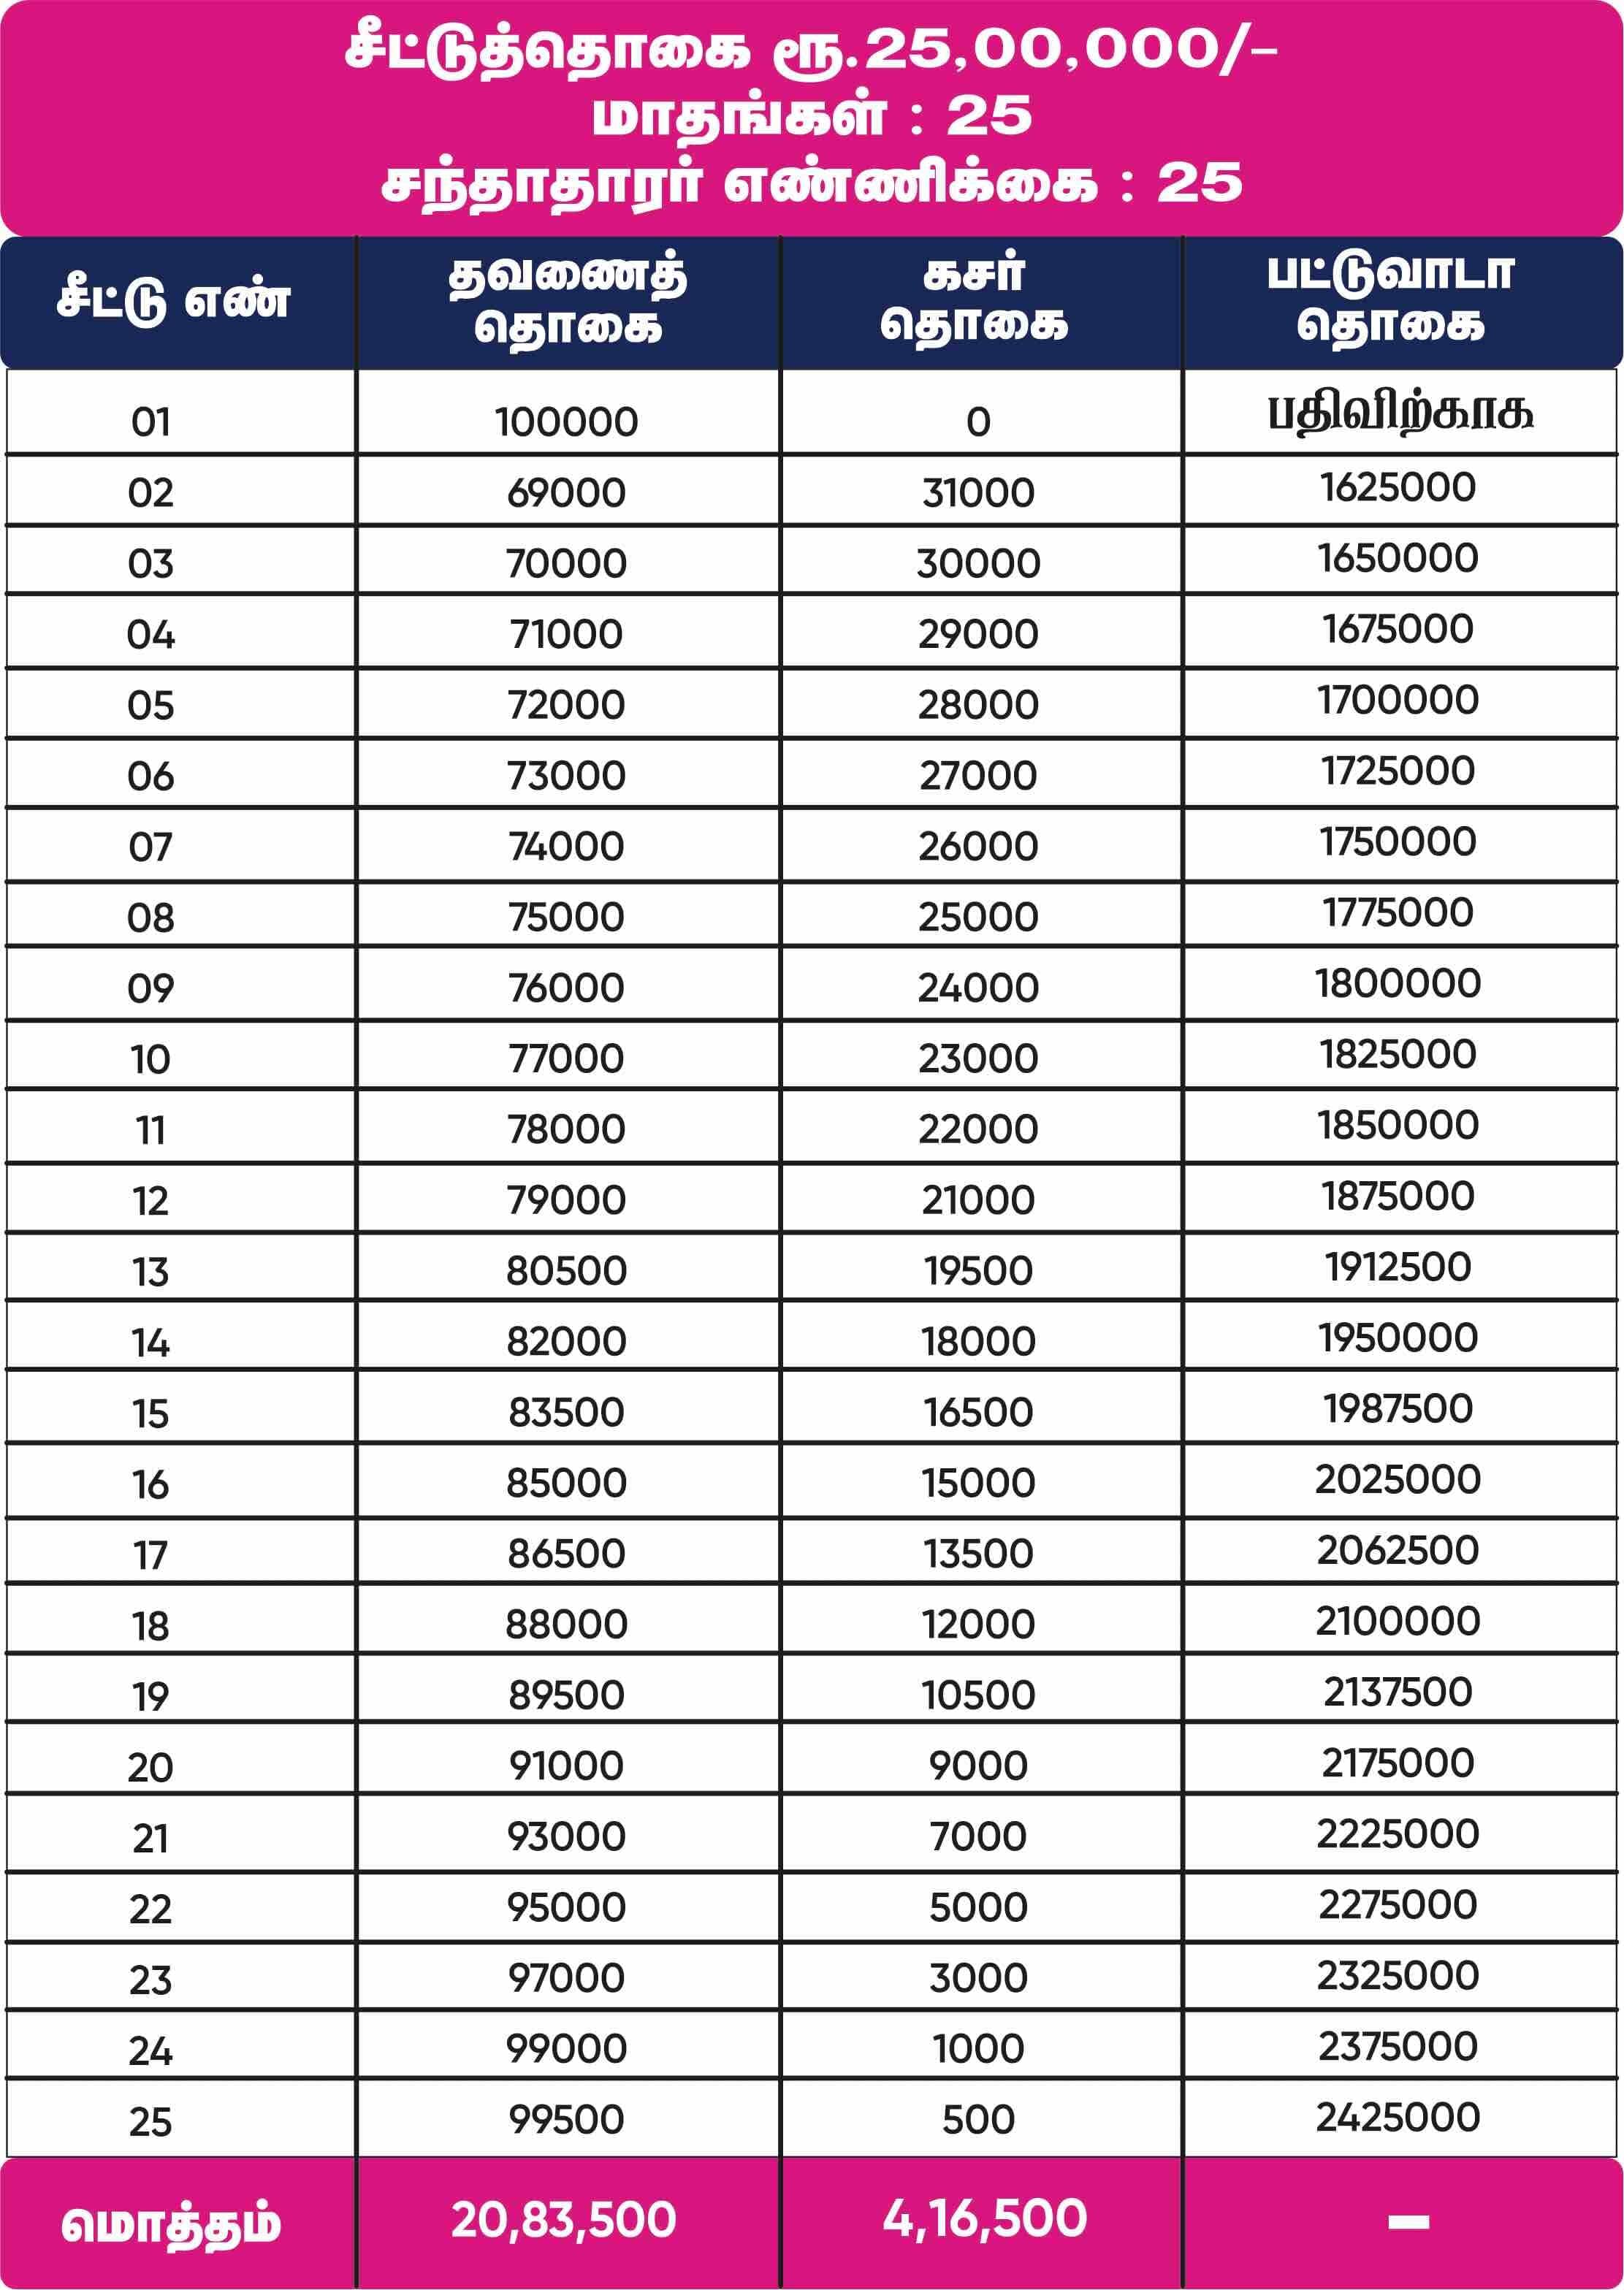 சீட்டுத்தொகை ரூ.25,00,000/-
மாதங்கள் : 25
சந்தாதாரர் எண்ணிக்கை : 25
சீட்டு எண் தவணைத் தொகை கசர் தொகை பட்டுவாடா தொகை
01 100000 0 பதிவிற்காக
02 69000 31000 1625000
03 70000 30000 1650000
04 71000 29000 1675000
05 72000 28000 1700000
06 73000 27000 1725000
07 74000 26000 1750000
08 75000 25000 1775000
09 76000 24000 1800000
10 77000 23000 1825000
11 78000 22000 1850000
12 79000 21000 1875000
13 80500 19500 1912500
14 82000 18000 1950000
15 83500 16500 1987500
16 85000 15000 2025000
17 86500 13500 2062500
18 88000 12000 2100000
19 89500 10500 2137500
20 91000 9000 2175000
21 93000 7000 2225000
22 95000 5000 2275000
23 97000 3000 2325000
24 99000 1000 2375000
25 99500 500 2425000
மொத்தம் 20,83,500 4,16,500 -